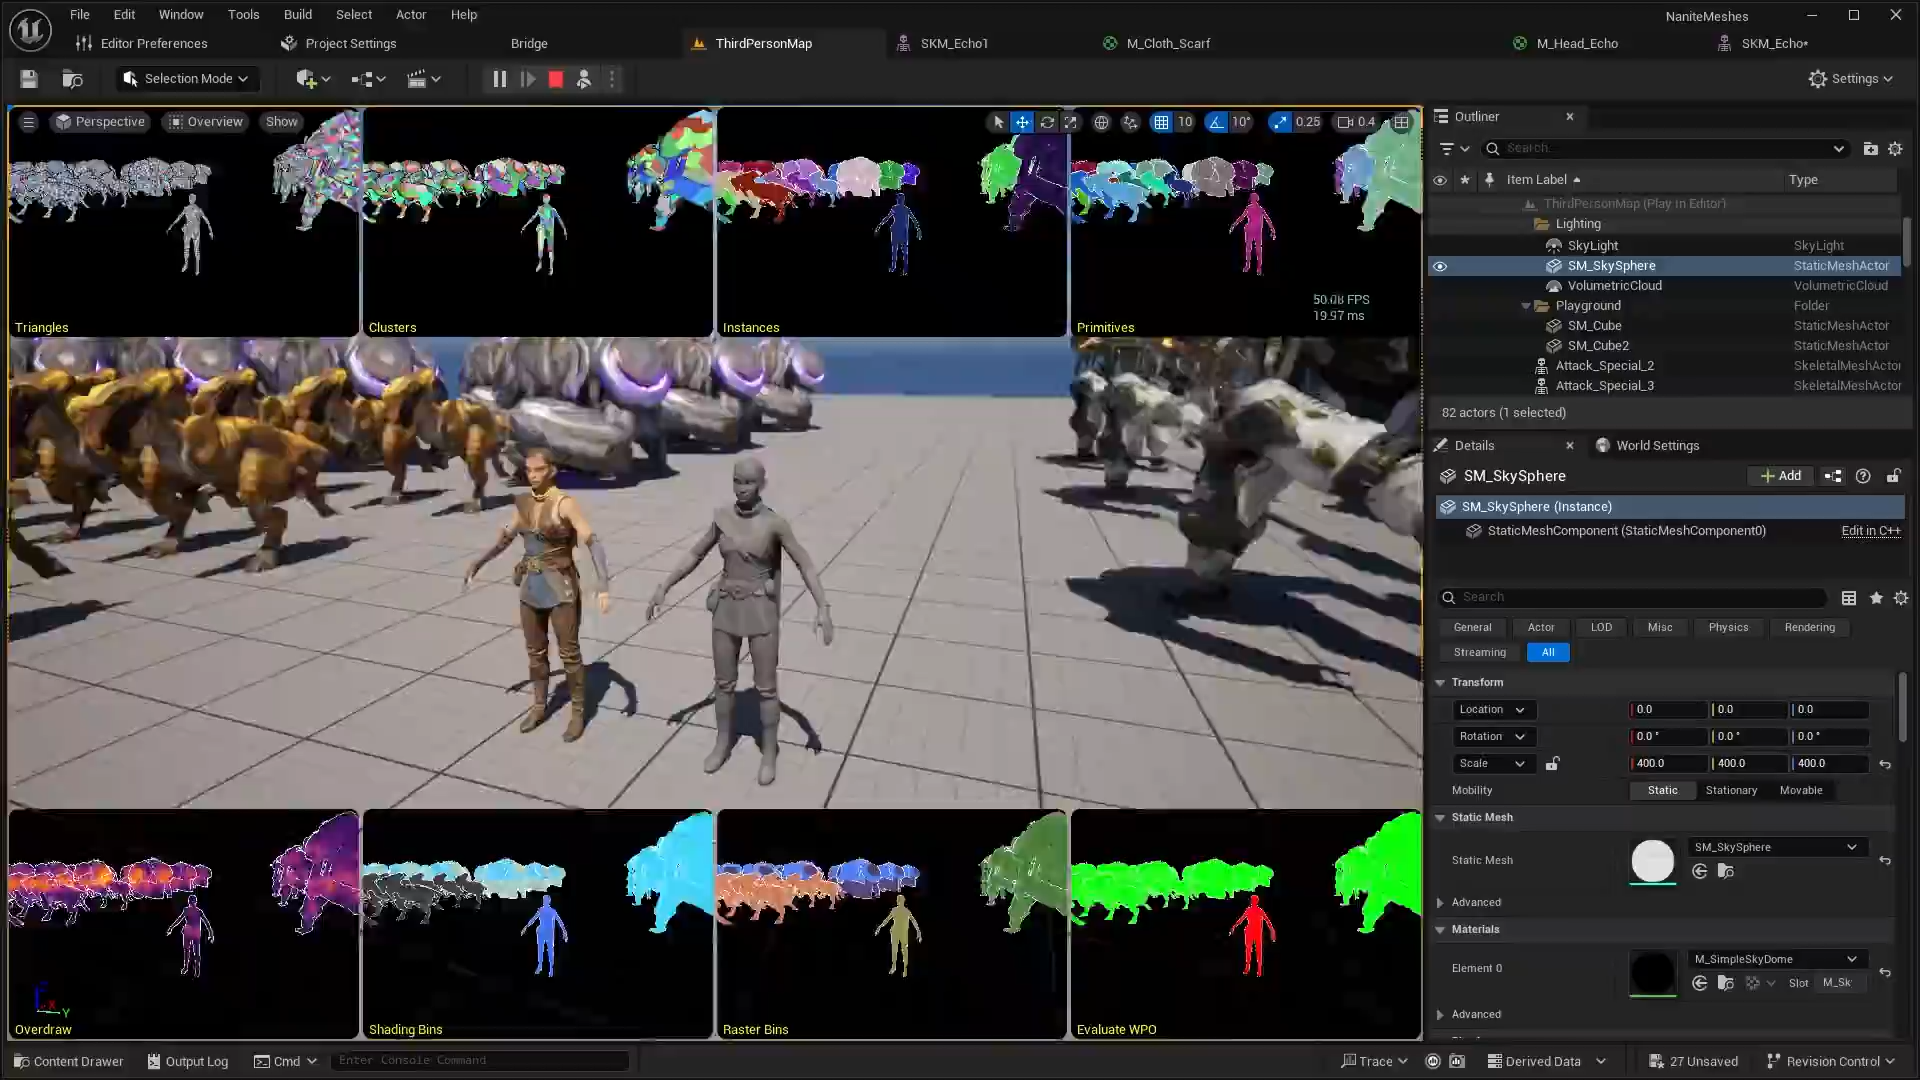 File Edit Window Tools Build Select Actor Help
NaniteMeshes
Editor Preferences
Project Settings
Bridge
ThirdPersonMap
SKM_Echo1
M_Cloth_Scarf
M_Head_Echo
SKM_Echo*
Selection Mode
Settings
Perspective
Overview
Show
10
10°
0.25
0.4
Triangles
Clusters
Instances
Primitives
50.08 FPS
19.97 ms
Overdraw
Shading Bins
Raster Bins
Evaluate WPO
X
Y
Outliner
Search...
Item Label
Type
ThirdPersonMap (Play In Editor)
Lighting
SkyLight SkyLight
SM_SkySphere StaticMeshActor
VolumetricCloud VolumetricCloud
Playground Folder
SM_Cube StaticMeshActor
SM_Cube2 StaticMeshActor
Attack_Special_2 SkeletalMeshActor
Attack_Special_3 SkeletalMeshActor
82 actors (1 selected)
Details
World Settings
SM_SkySphere
Add
SM_SkySphere (Instance)
StaticMeshComponent (StaticMeshComponent0) Edit in C++
Search
General Actor LOD Misc Physics Rendering
Streaming All
Transform
Location 0.0 0.0 0.0
Rotation 0.0° 0.0° 0.0°
Scale 400.0 400.0 400.0
Mobility Static Stationary Movable
Static Mesh
Static Mesh SM_SkySphere
Advanced
Materials
Element 0 M_SimpleSkyDome
Slot M_Sk
Advanced
Content Drawer
Output Log
Cmd
Enter Console Command
Trace
Derived Data
27 Unsaved
Revision Control